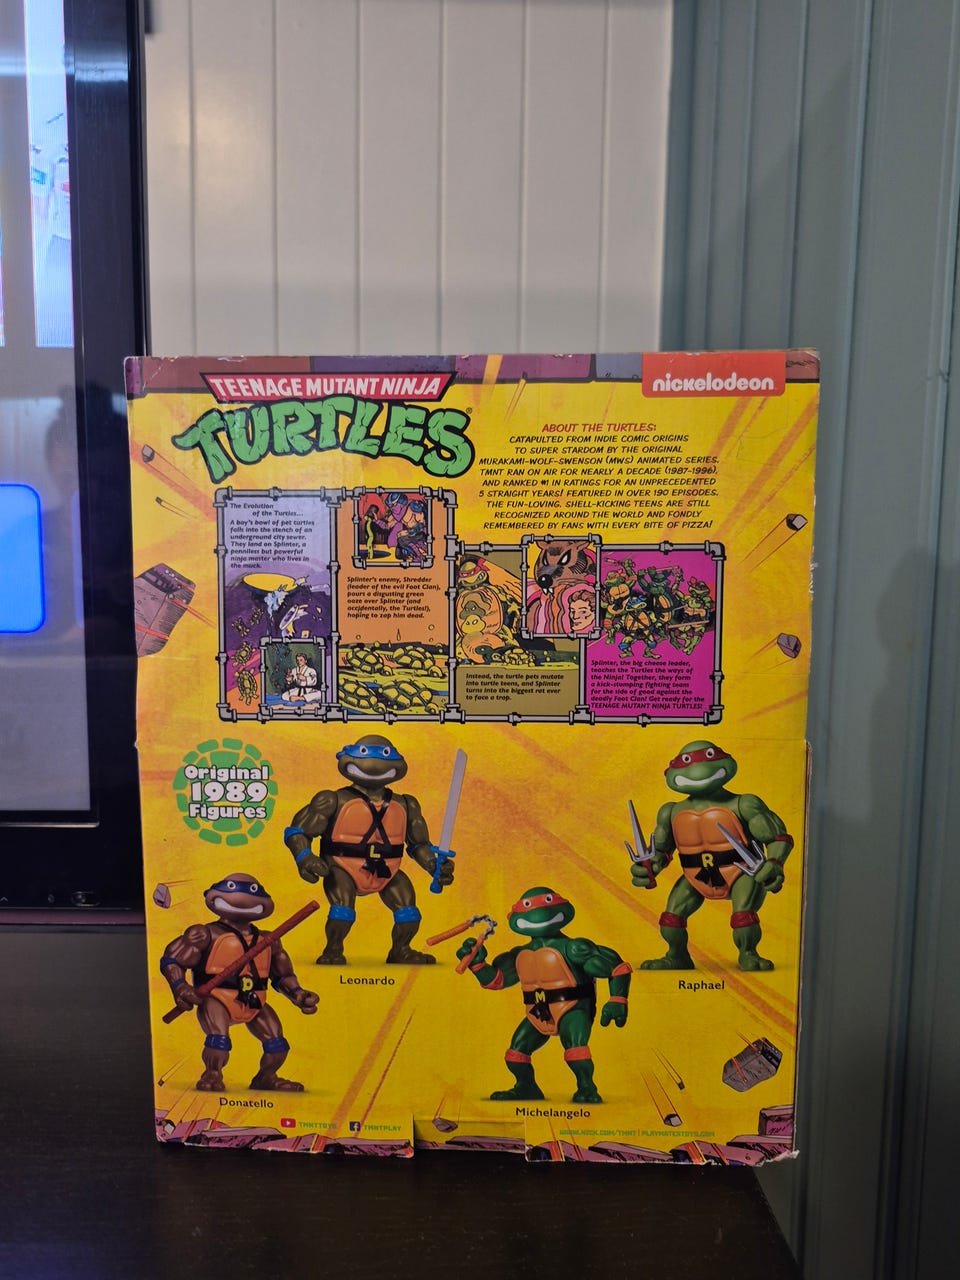 TEENAGE MUTANT NINJA
TURTLES®
nickelodeon
ABOUT THE TURTLES:
CATAPULTED FROM INDIE COMIC ORIGINS
TO SUPER STARDOM BY THE ORIGINAL
MURAKAMI-WOLF-SWENSON (MWS) ANIMATED SERIES.
TMNT RAN ON AIR FOR NEARLY A DECADE (1987-1996),
AND RANKED #1 IN RATINGS FOR AN UNPRECEDENTED
5 STRAIGHT YEARS! FEATURED IN OVER 190 EPISODES,
THE FUN-LOVING, SHELL-KICKING TEENS ARE STILL
RECOGNIZED AROUND THE WORLD AND FONDLY
REMEMBERED BY FANS WITH EVERY BITE OF PIZZA!
The Evolution
of the Turtles...
A boy's bowl of pet turtles
falls into the stench of an
underground city sewer.
They land on Splinter, a
penniless but powerful
ninja master who lives in
the muck.
Splinter's enemy, Shredder
(leader of the evil Foot Clan),
pours a disgusting green
ooze over Splinter (and
accidentally, the Turtles!),
hoping to zap him dead.
Instead, the turtle pets mutate
into turtle teens, and Splinter
turns into the biggest rat ever
to face a trap.
Splinter, the big cheese leader,
teaches the Turtles the ways of
the Ninja! Together, they form
a kick-stomping fighting team
for the side of good against the
deadly Foot Clan! Get ready for the
TEENAGE MUTANT NINJA TURTLES!
Original
1989
Figures
L
R
D
M
Leonardo
Raphael
Donatello
Michelangelo
TMNTTOYS
TMNTPLAY
WWW.NICK.COM/TMNT | PLAYMATESTOYS.COM